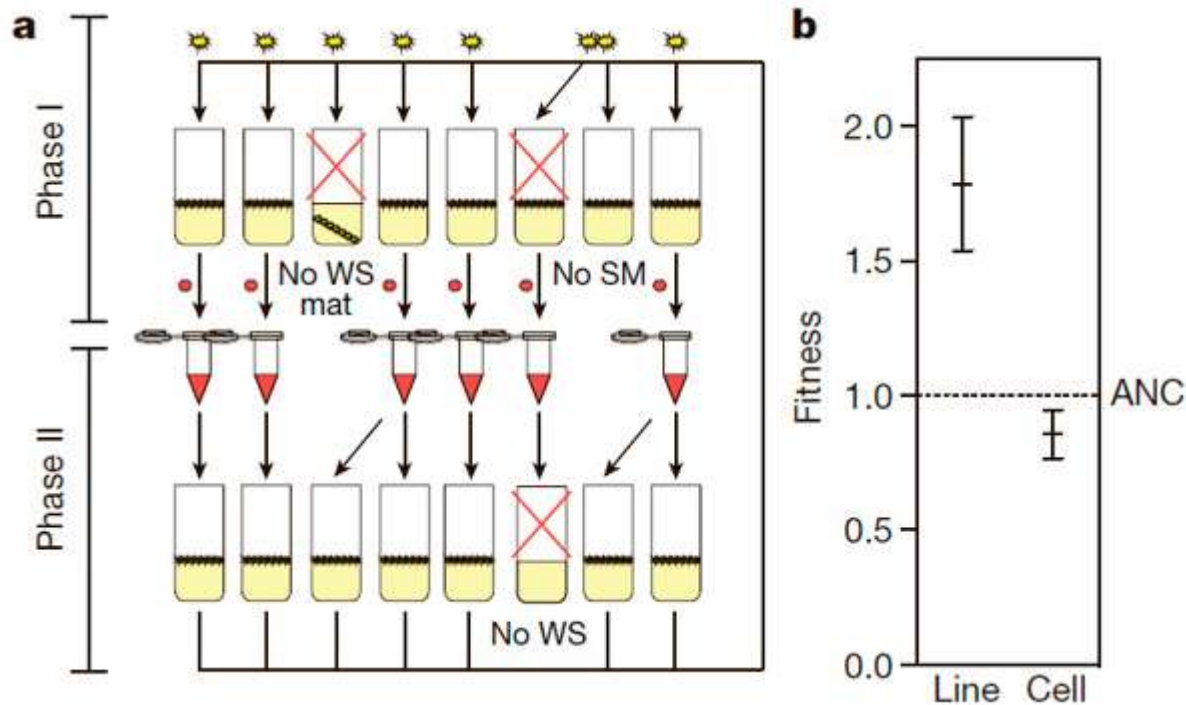 a
Phase I
No WS
mat
No SM
Phase II
No WS
b
Fitness
2.0
1.5
1.0
0.5
0.0
ANC
Line Cell